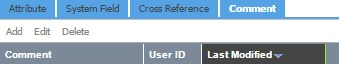 Attribute System Field Cross Reference Comment
Add Edit Delete
Comment User ID Last Modified